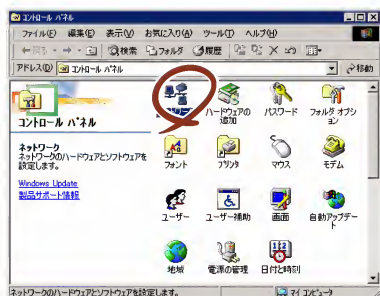 コントロール パネル
ファイル(F) 編集(E) 表示(V) お気に入り(A) ツール(T) ヘルプ(H)
戻る 検索 フォルダ 履歴
アドレス(D) コントロール パネル 移動
コントロール パネル
ネットワーク
ネットワークのハードウェアとソフトウェアを
設定します。
Windows Update
製品サポート情報
ハードウェアの
追加
パスワード
フォルダ オプシ
ョン
フォント
プリンタ
マウス
モデム
ユーザー
ユーザー補助
画面
自動アップデー
ト
地域
電源の管理
日付と時刻
ネットワークのハードウェアとソフトウェアを設定します。
マイ コンピュータ